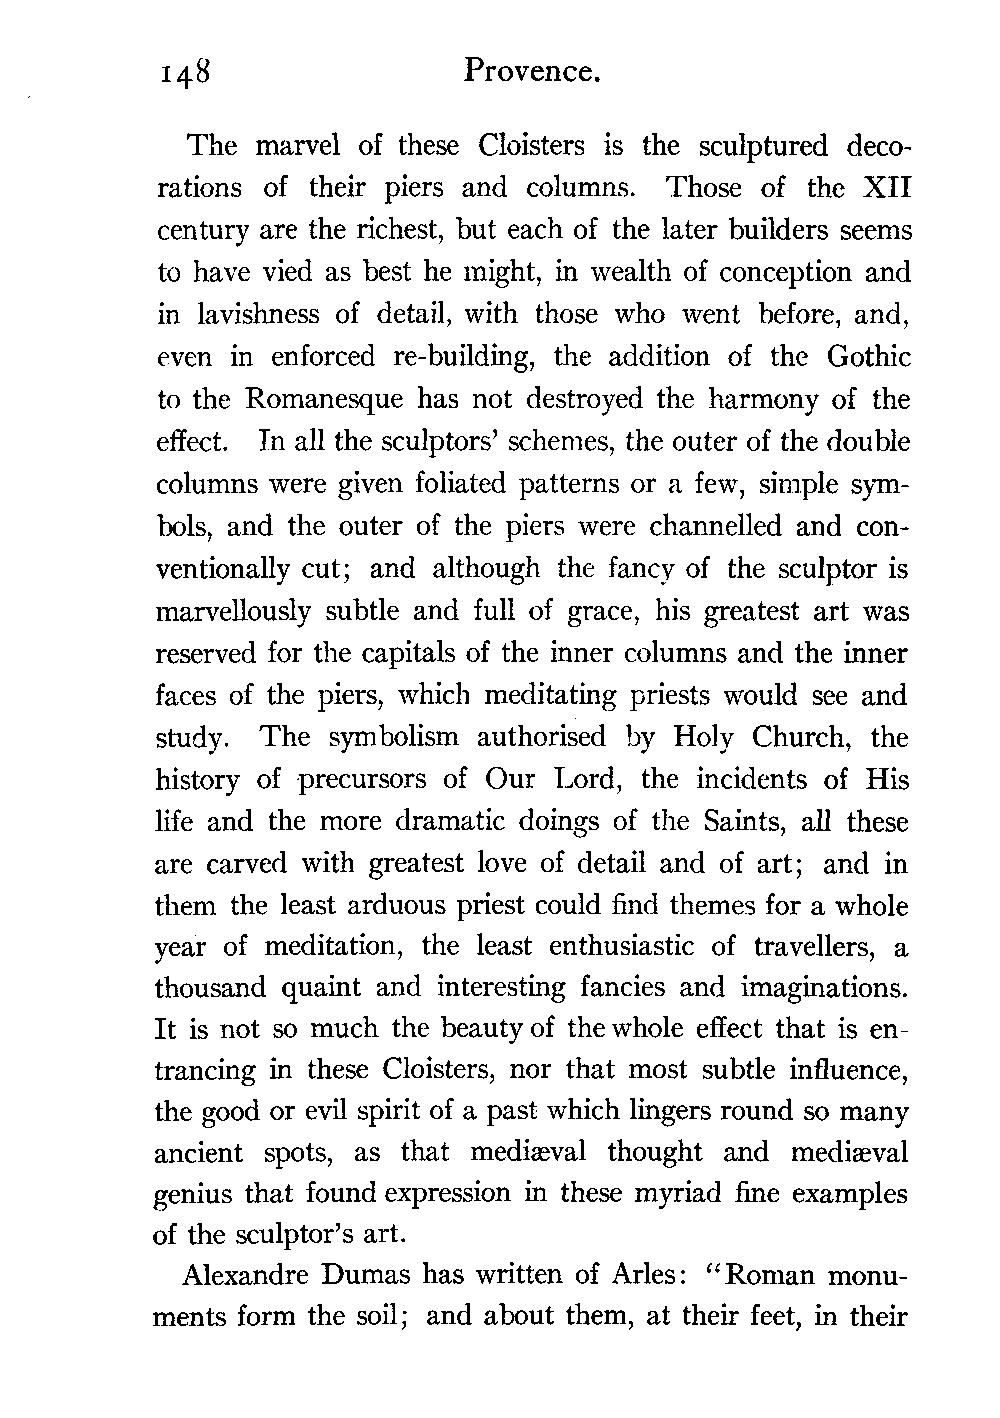 148 Provence.
The marvel of these Cloisters is the sculptured deco-
rations of their piers and columns. Those of the XII
century are the richest, but each of the later builders seems
to have vied as best he might, in wealth of conception and
in lavishness of detail, with those who went before, and,
even in enforced re-building, the addition of the Gothic
to the Romanesque has not destroyed the harmony of the
effect. In all the sculptors' schemes, the outer of the double
columns were given foliated patterns or a few, simple sym-
bols, and the outer of the piers were channelled and con-
ventionally cut; and although the fancy of the sculptor is
marvellously subtle and full of grace, his greatest art was
reserved for the capitals of the inner columns and the inner
faces of the piers, which meditating priests would see and
study. The symbolism authorised by Holy Church, the
history of precursors of Our Lord, the incidents of His
life and the more dramatic doings of the Saints, all these
are carved with greatest love of detail and of art; and in
them the least arduous priest could find themes for a whole
year of meditation, the least enthusiastic of travellers, a
thousand quaint and interesting fancies and imaginations.
It is not so much the beauty of the whole effect that is en-
trancing in these Cloisters, nor that most subtle influence,
the good or evil spirit of a past which lingers round so many
ancient spots, as that mediæval thought and mediæval
genius that found expression in these myriad fine examples
of the sculptor's art.
Alexandre Dumas has written of Arles: "Roman monu-
ments form the soil; and about them, at their feet, in their